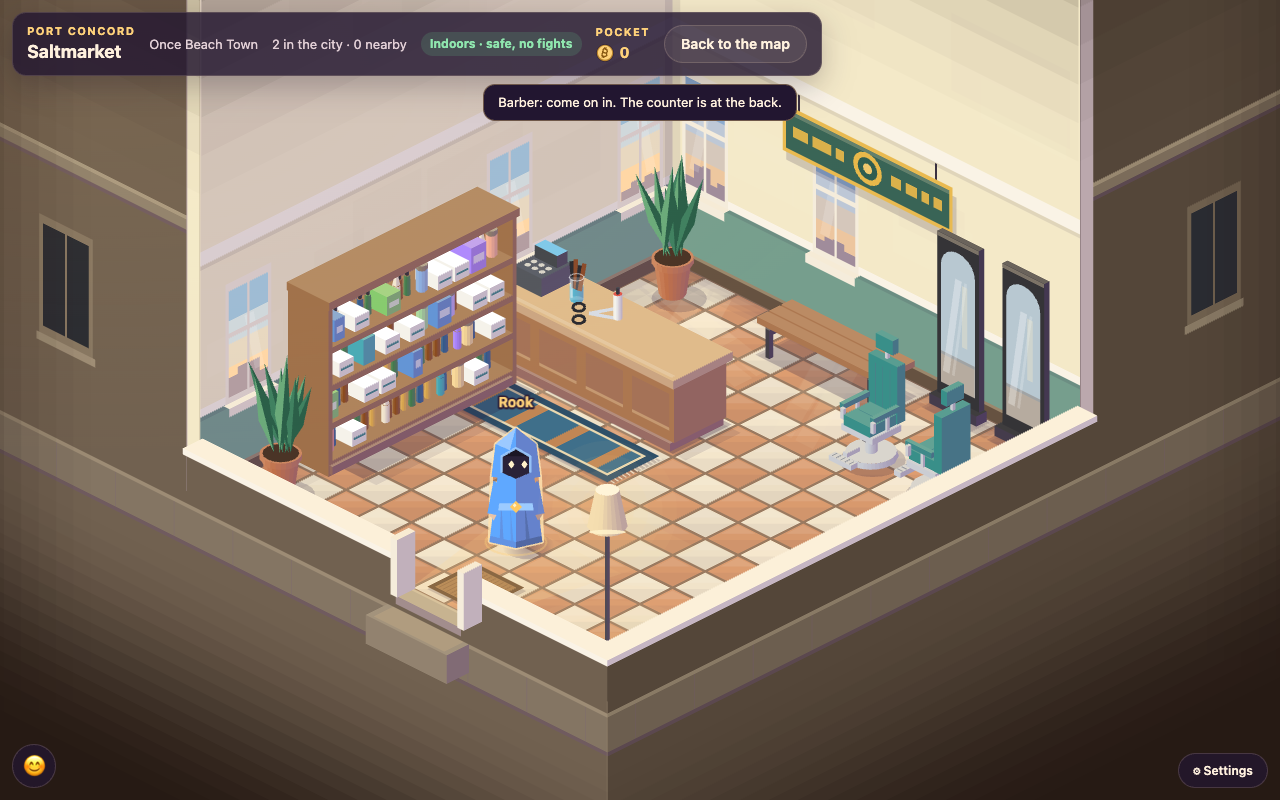 PORT CONCORD
Saltmarket
Once Beach Town
2 in the city · 0 nearby
Indoors · safe, no fights
POCKET
0
Back to the map
Barber: come on in. The counter is at the back.
Rook
Settings